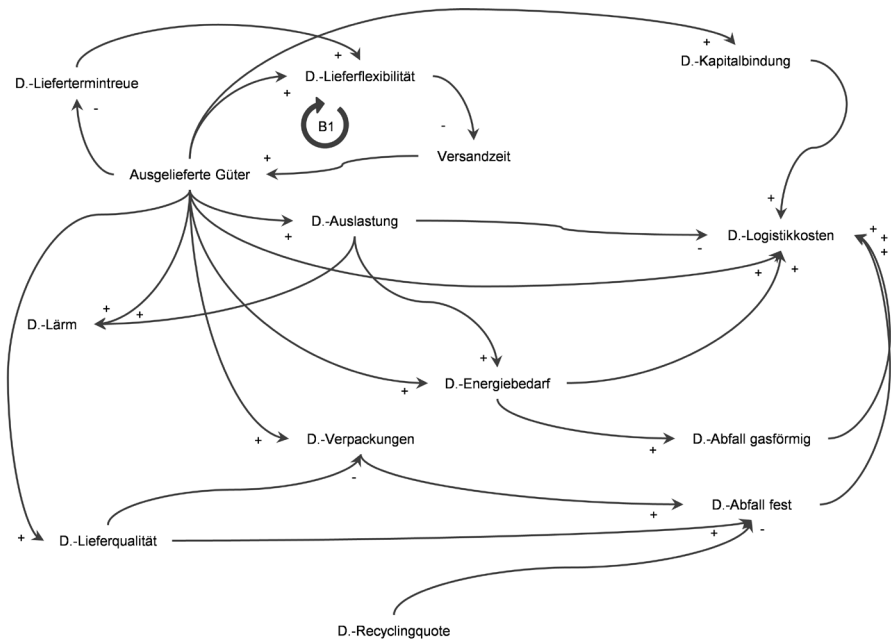 +
+
D.-Kapitalbindung
D.-Liefertermintreue
D.-Lieferflexibilität
-
+
B1
-
+
Versandzeit
Ausgelieferte Güter
+
D.-Auslastung
+
D.-Logistikkosten
-
+
+
+
+
+
+
+
D.-Lärm
+
D.-Energiebedarf
+
D.-Verpackungen
+
D.-Abfall gasförmig
+
-
D.-Abfall fest
+
+
-
+
D.-Lieferqualität
D.-Recyclingquote